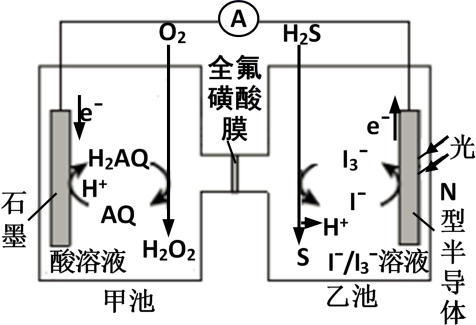 A
O₂
H₂S
全氟
磺酸
膜
e⁻
H₂AQ
H⁺
AQ
H₂O₂
石
墨
酸溶液
甲池
I₃⁻
I⁻
H⁺
S
I⁻/I₃⁻溶液
e⁻
光
N
型
半
导
体
乙池